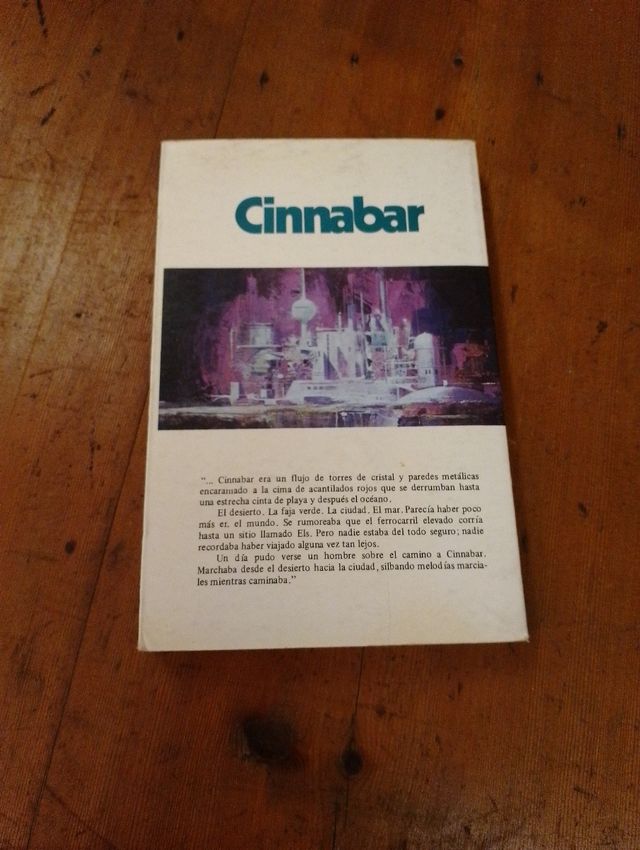 Cinnabar
"... Cinnabar era un flujo de torres de cristal y paredes metálicas
encaramado a la cima de acantilados rojos que se derrumban hasta
una estrecha cinta de playa y después el océano.
El desierto. La faja verde. La ciudad. El mar. Parecía haber poco
más en el mundo. Se rumoreaba que el ferrocarril elevado corría
hasta un sitio llamado Els. Pero nadie estaba del todo seguro; nadie
recordaba haber viajado alguna vez tan lejos.
Un día pudo verse un hombre sobre el camino a Cinnabar.
Marchaba desde el desierto hacia la ciudad, silbando melodías marcia-
les mientras caminaba."